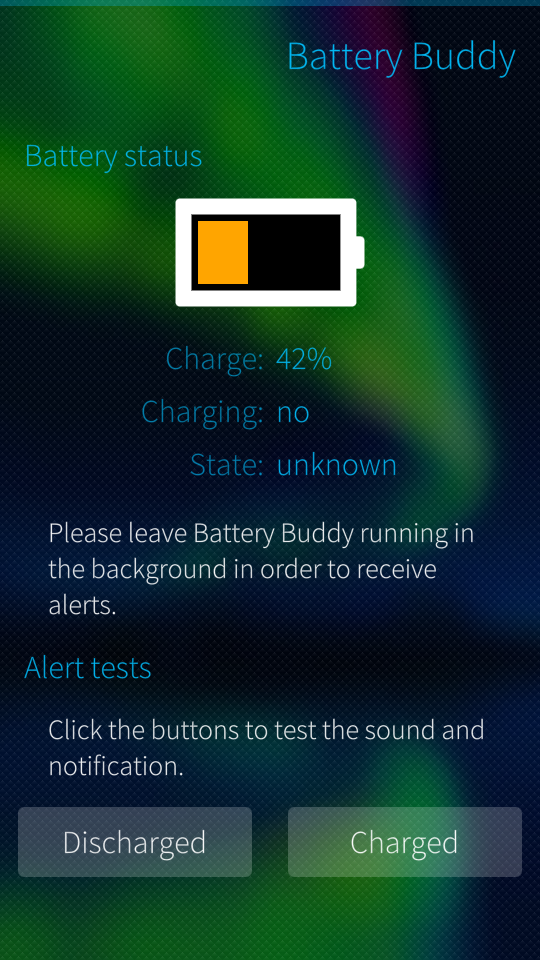 Battery Buddy
Battery status
Charge: 42%
Charging: no
State: unknown
Please leave Battery Buddy running in
the background in order to receive
alerts.
Alert tests
Click the buttons to test the sound and
notification.
Discharged
Charged